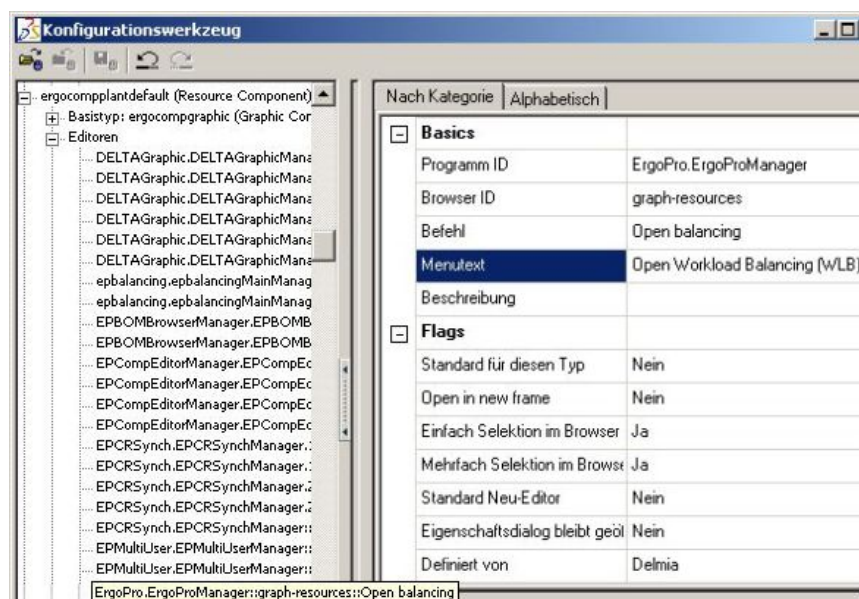 Konfigurationswerkzeug
ergocompplantdefault (Resource Component)
Basistyp: ergocompgraphic (Graphic Cor
Editoren
DELTAGraphic.DELTAGraphicMana
DELTAGraphic.DELTAGraphicMana
DELTAGraphic.DELTAGraphicMana
DELTAGraphic.DELTAGraphicMana
DELTAGraphic.DELTAGraphicMana
DELTAGraphic.DELTAGraphicMana
epbalancing.epbalancingMainManag
epbalancing.epbalancingMainManag
EPBOMBrowserManager.EPBOMB
EPBOMBrowserManager.EPBOMB
EPCompEditorManager.EPCompEc
EPCompEditorManager.EPCompEc
EPCompEditorManager.EPCompEc
EPCompEditorManager.EPCompEc
EPCRSynch.EPCRSynchManager.:
EPCRSynch.EPCRSynchManager.:
EPCRSynch.EPCRSynchManager.2
EPCRSynch.EPCRSynchManager.2
EPCRSynch.EPCRSynchManager::
EPMultiUser.EPMultiUserManager::
EPMultiUser.EPMultiUserManager::
ErgoPro.ErgoProManager::graph-resources::Open balancing
Nach Kategorie Alphabetisch
Basics
Programm ID ErgoPro.ErgoProManager
Browser ID graph-resources
Befehl Open balancing
Menutext Open Workload Balancing (WLB)
Beschreibung
Flags
Standard für diesen Typ Nein
Open in new frame Nein
Einfach Selektion im Browser Ja
Mehrfach Selektion im Browse Ja
Standard Neu-Editor Nein
Eigenschaftsdialog bleibt geöf Nein
Definiert von Delmia